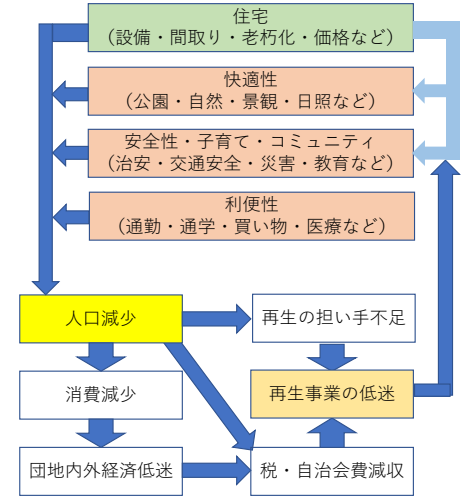 住宅
（設備・間取り・老朽化・価格など）
快適性
（公園・自然・景観・日照など）
安全性・子育て・コミュニティ
（治安・交通安全・災害・教育など）
利便性
（通勤・通学・買い物・医療など）
人口減少
再生の担い手不足
消費減少
再生事業の低迷
団地内外経済低迷
税・自治会費減収